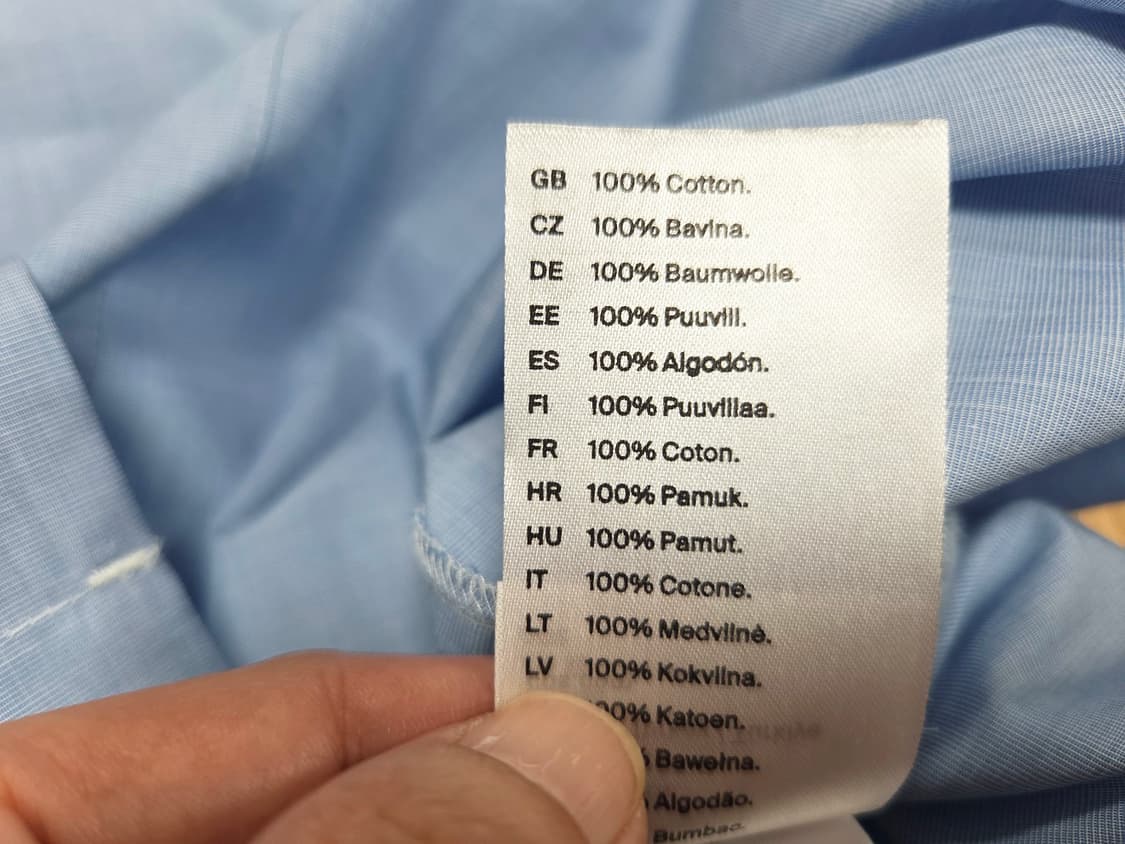 GB 100% Cotton.
CZ 100% Bavlna.
DE 100% Baumwolle.
EE 100% Puuvill.
ES 100% Algodón.
FI 100% Puuvillaa.
FR 100% Coton.
HR 100% Pamuk.
HU 100% Pamut.
IT 100% Cotone.
LT 100% Medvilnė.
LV 100% Kokvilna.
00% Katoen.
% Bawełna.
Algodão.
Bumbac.